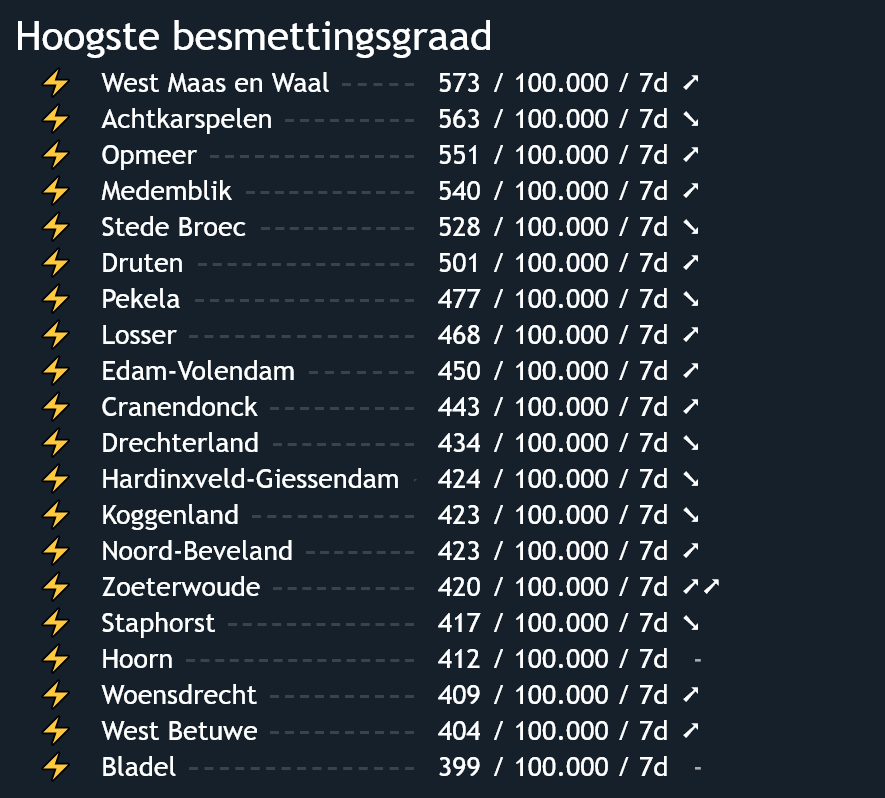 Hoogste besmettingsgraad
⚡ West Maas en Waal ----- 573 / 100.000 / 7d ➚
⚡ Achtkarspelen --------- 563 / 100.000 / 7d ➘
⚡ Opmeer -------------- 551 / 100.000 / 7d ➚
⚡ Medemblik ------------ 540 / 100.000 / 7d ➚
⚡ Stede Broec ----------- 528 / 100.000 / 7d ➘
⚡ Druten --------------- 501 / 100.000 / 7d ➚
⚡ Pekela --------------- 477 / 100.000 / 7d ➘
⚡ Losser --------------- 468 / 100.000 / 7d ➚
⚡ Edam-Volendam ------- 450 / 100.000 / 7d ➚
⚡ Cranendonck ---------- 443 / 100.000 / 7d ➚
⚡ Drechterland ---------- 434 / 100.000 / 7d ➘
⚡ Hardinxveld-Giessendam - 424 / 100.000 / 7d ➘
⚡ Koggenland ----------- 423 / 100.000 / 7d ➘
⚡ Noord-Beveland ------- 423 / 100.000 / 7d ➚
⚡ Zoeterwoude ---------- 420 / 100.000 / 7d ➚➚
⚡ Staphorst ------------- 417 / 100.000 / 7d ➘
⚡ Hoorn --------------- 412 / 100.000 / 7d -
⚡ Woensdrecht ---------- 409 / 100.000 / 7d ➚
⚡ West Betuwe ---------- 404 / 100.000 / 7d ➚
⚡ Bladel --------------- 399 / 100.000 / 7d -